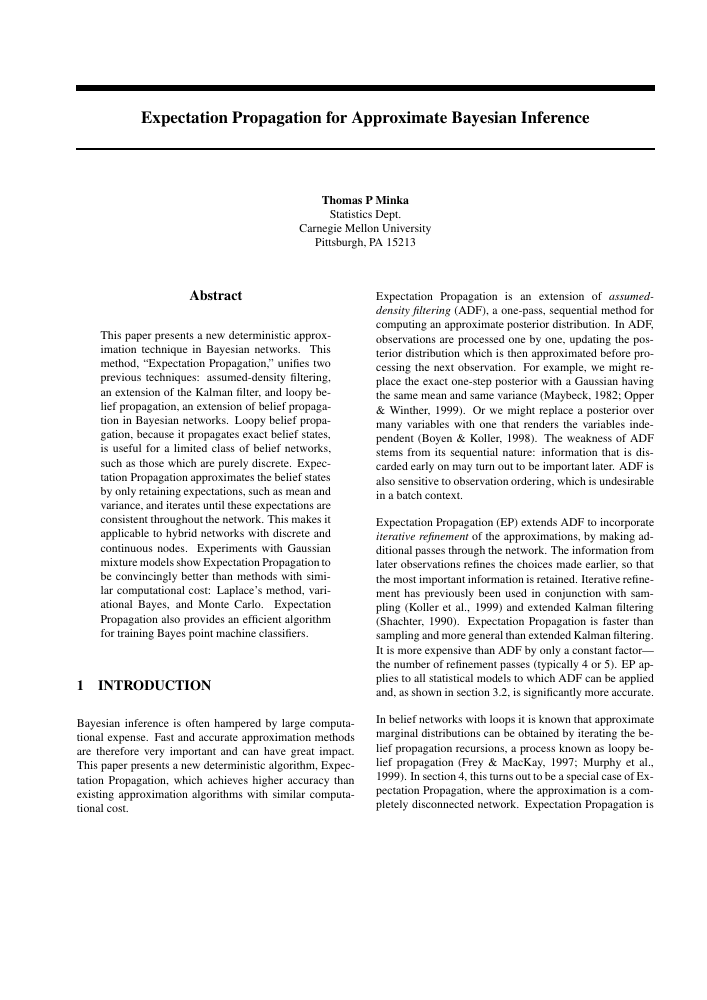 Expectation Propagation for Approximate Bayesian Inference
Thomas P Minka
Statistics Dept.
Carnegie Mellon University
Pittsburgh, PA 15213
Abstract
This paper presents a new deterministic approx-
imation technique in Bayesian networks. This
method, “Expectation Propagation,” unifies two
previous techniques: assumed-density filtering,
an extension of the Kalman filter, and loopy be-
lief propagation, an extension of belief propaga-
tion in Bayesian networks. Loopy belief propa-
gation, because it propagates exact belief states,
is useful for a limited class of belief networks,
such as those which are purely discrete. Expec-
tation Propagation approximates the belief states
by only retaining expectations, such as mean and
variance, and iterates until these expectations are
consistent throughout the network. This makes it
applicable to hybrid networks with discrete and
continuous nodes. Experiments with Gaussian
mixture models show Expectation Propagation to
be convincingly better than methods with simi-
lar computational cost: Laplace’s method, vari-
ational Bayes, and Monte Carlo. Expectation
Propagation also provides an efficient algorithm
for training Bayes point machine classifiers.
1 INTRODUCTION
Bayesian inference is often hampered by large computa-
tional expense. Fast and accurate approximation methods
are therefore very important and can have great impact.
This paper presents a new deterministic algorithm, Expec-
tation Propagation, which achieves higher accuracy than
existing approximation algorithms with similar computa-
tional cost.
Expectation Propagation is an extension of assumed-
density filtering (ADF), a one-pass, sequential method for
computing an approximate posterior distribution. In ADF,
observations are processed one by one, updating the pos-
terior distribution which is then approximated before pro-
cessing the next observation. For example, we might re-
place the exact one-step posterior with a Gaussian having
the same mean and same variance (Maybeck, 1982; Opper
& Winther, 1999). Or we might replace a posterior over
many variables with one that renders the variables inde-
pendent (Boyen & Koller, 1998). The weakness of ADF
stems from its sequential nature: information that is dis-
carded early on may turn out to be important later. ADF is
also sensitive to observation ordering, which is undesirable
in a batch context.
Expectation Propagation (EP) extends ADF to incorporate
iterative refinement of the approximations, by making ad-
ditional passes through the network. The information from
later observations refines the choices made earlier, so that
the most important information is retained. Iterative refine-
ment has previously been used in conjunction with sam-
pling (Koller et al., 1999) and extended Kalman filtering
(Shachter, 1990). Expectation Propagation is faster than
sampling and more general than extended Kalman filtering.
It is more expensive than ADF by only a constant factor—
the number of refinement passes (typically 4 or 5). EP ap-
plies to all statistical models to which ADF can be applied
and, as shown in section 3.2, is significantly more accurate.
In belief networks with loops it is known that approximate
marginal distributions can be obtained by iterating the be-
lief propagation recursions, a process known as loopy be-
lief propagation (Frey & MacKay, 1997; Murphy et al.,
1999). In section 4, this turns out to be a special case of Ex-
pectation Propagation, where the approximation is a com-
pletely disconnected network. Expectation Propagation is